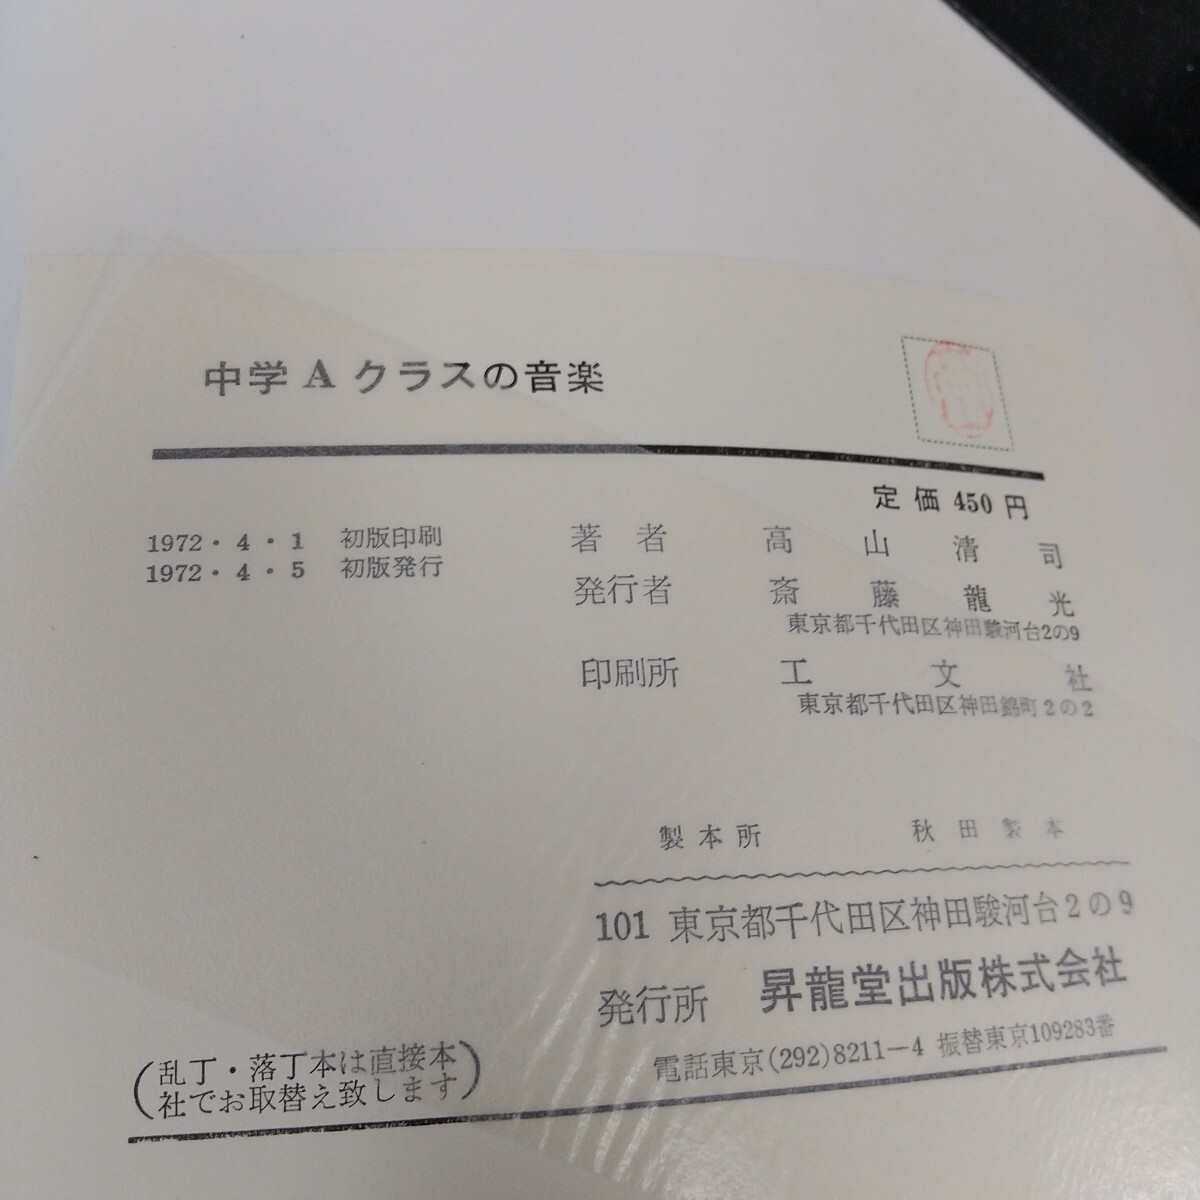 中学Aクラスの音楽
定価 450円
1972・4・1 初版印刷
1972・4・5 初版発行
著者 高山清司
発行者 斎藤龍光
東京都千代田区神田駿河台2の9
印刷所 工文社
東京都千代田区神田錦町2の2
製本所 秋田製本
101 東京都千代田区神田駿河台2の9
発行所 昇龍堂出版株式会社
電話東京(292)8211-4 振替東京109283番
(乱丁・落丁本は直接本
社でお取替え致します)